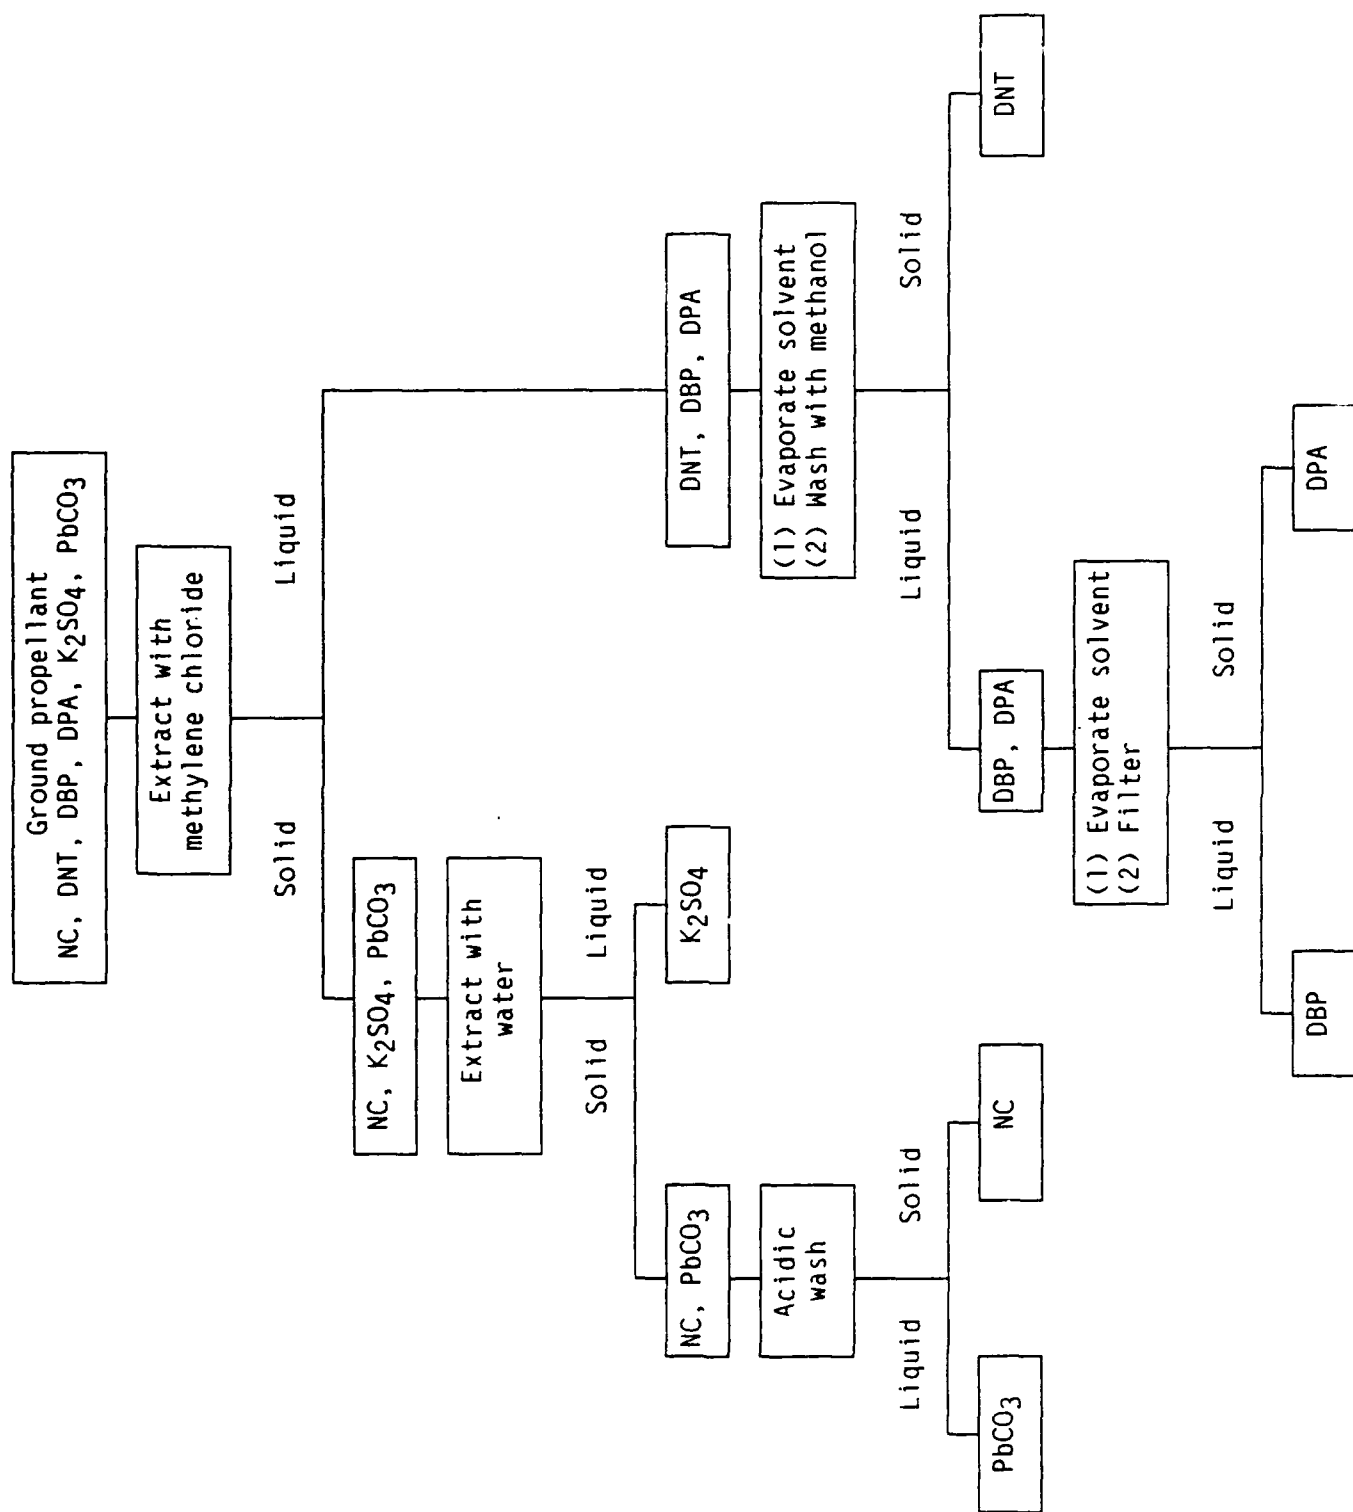 Ground propellant
NC, DNT, DBP, DPA, K2SO4, PbCO3
Extract with
methylene chloride
Solid
Liquid
NC, K2SO4, PbCO3
Extract with
water
Solid
Liquid
NC, PbCO3
K2SO4
DNT, DBP, DPA
Acidic
wash
(1) Evaporate solvent
(2) Wash with methanol
Liquid
Solid
Liquid
Solid
PbCO3
NC
DBP, DPA
DNT
(1) Evaporate solvent
(2) Filter
Liquid
Solid
DBP
DPA